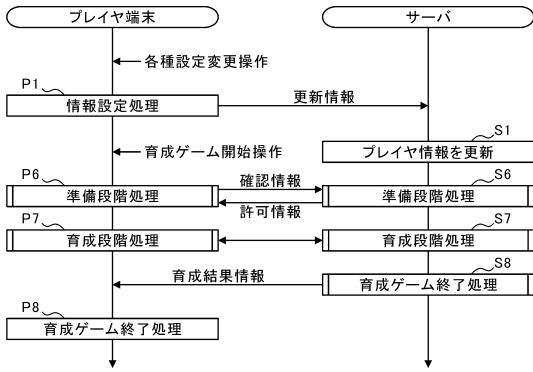 プレイヤ端末
サーバ
各種設定変更操作
P1
情報設定処理
更新情報
S1
育成ゲーム開始操作
プレイヤ情報を更新
P6
確認情報
S6
準備段階処理
準備段階処理
許可情報
P7
S7
育成段階処理
育成段階処理
S8
育成結果情報
育成ゲーム終了処理
P8
育成ゲーム終了処理